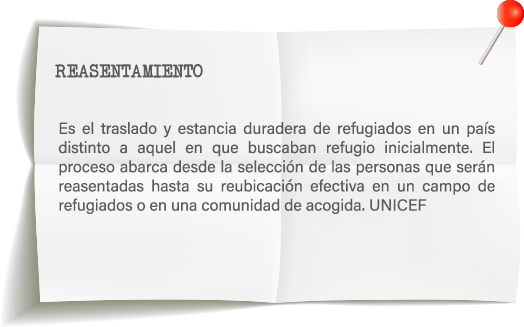 REASENTAMIENTO
Es el traslado y estancia duradera de refugiados en un país
distinto a aquel en que buscaban refugio inicialmente. El
proceso abarca desde la selección de las personas que serán
reasentadas hasta su reubicación efectiva en un campo de
refugiados o en una comunidad de acogida. UNICEF